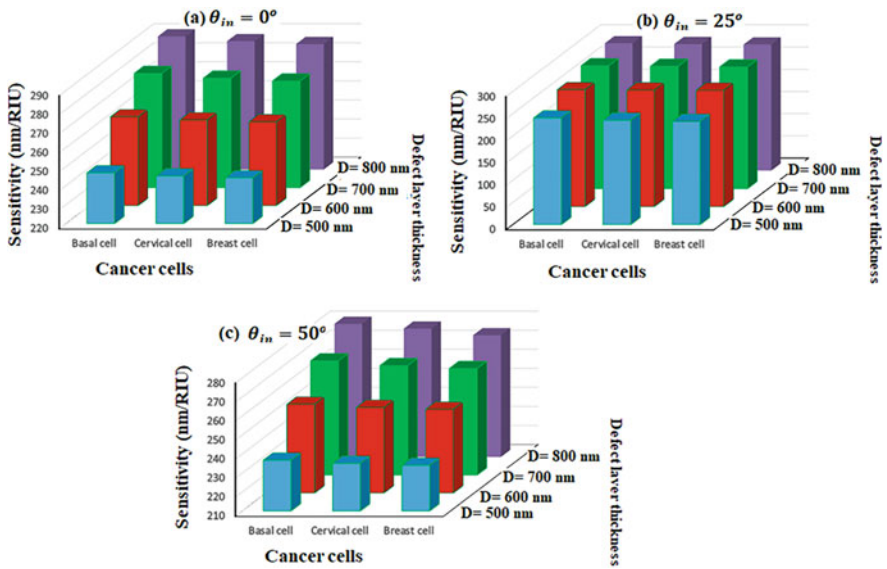 (a) θin = 0°
Sensitivity (nm/RIU)
290
280
270
260
250
240
230
220
Basal cell Cervical cell Breast cell
Cancer cells
D= 800 nm
D= 700 nm
D= 600 nm
D= 500 nm
Defect layer thickness
(b) θin = 25°
Sensitivity (nm/RIU)
300
250
200
150
100
50
0
Basal cell Cervical cell Breast cell
Cancer cells
D= 800 nm
D= 700 nm
D= 600 nm
D= 500 nm
Defect layer thickness
(c) θin = 50°
Sensitivity (nm/RIU)
280
270
260
250
240
230
220
210
Basal cell Cervical cell Breast cell
Cancer cells
D= 800 nm
D= 700 nm
D= 600 nm
D= 500 nm
Defect layer thickness